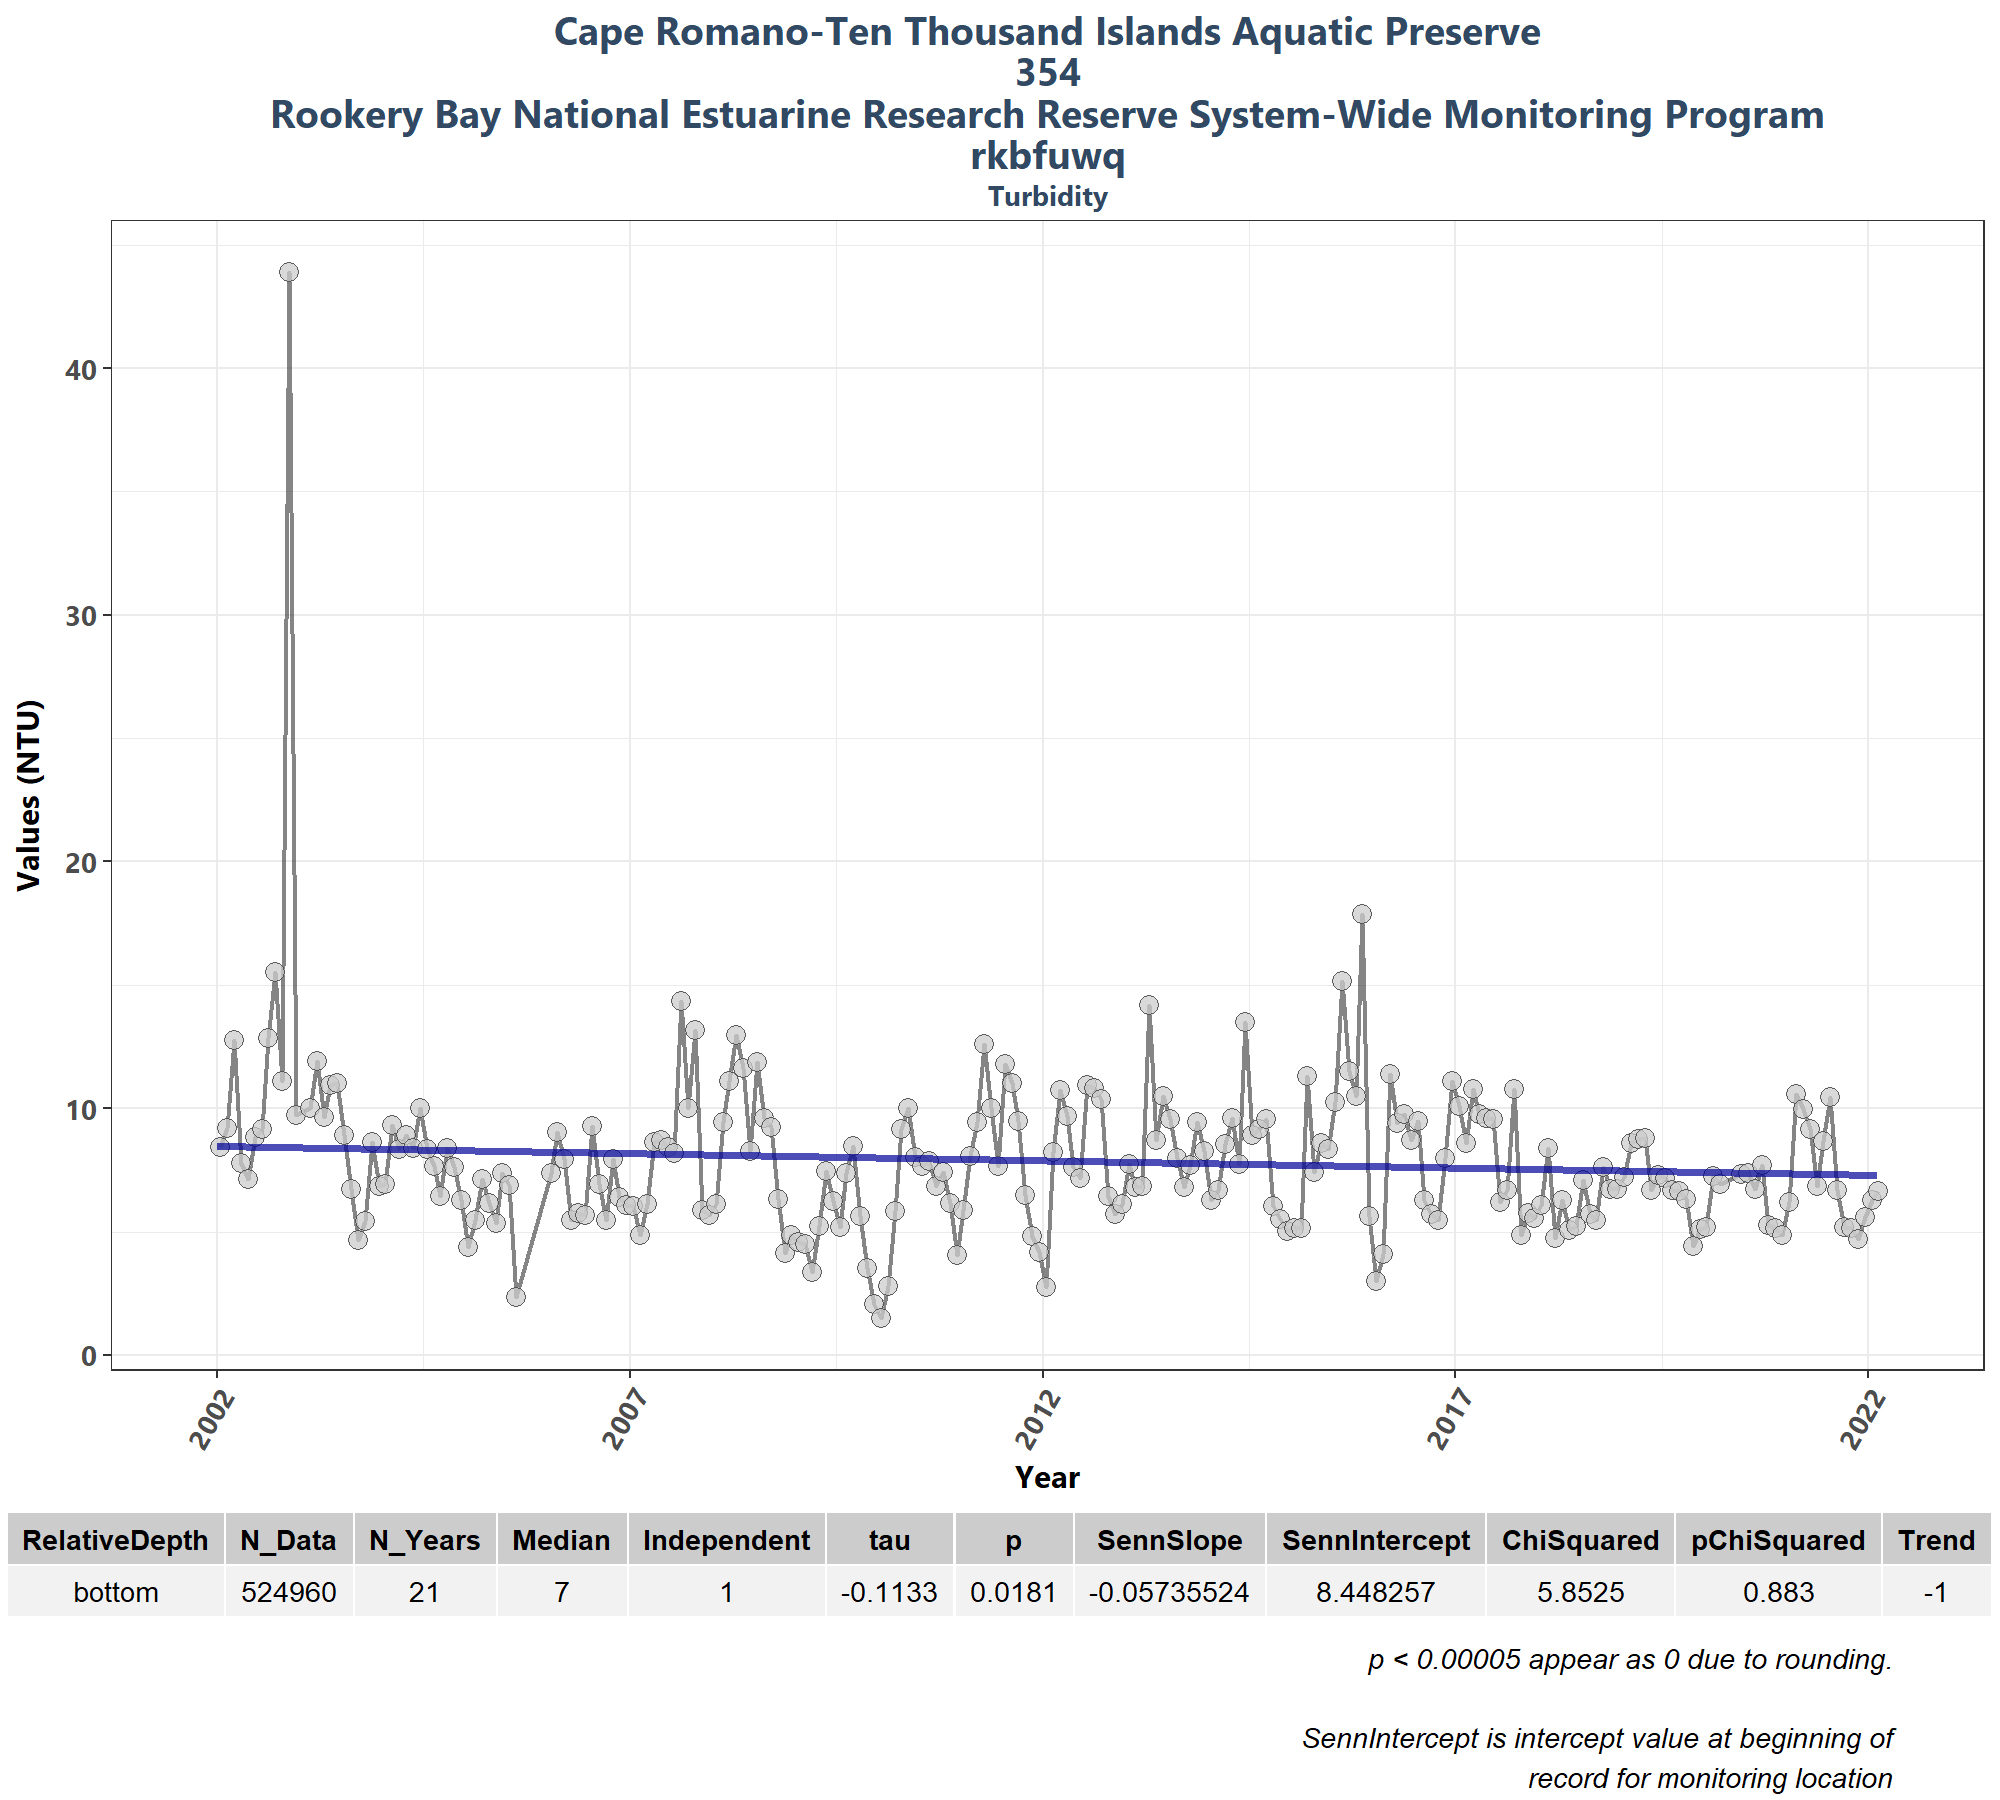 Cape Romano-Ten Thousand Islands Aquatic Preserve
354
Rookery Bay National Estuarine Research Reserve System-Wide Monitoring Program
rkbfuwq
Turbidity
Values (NTU)
40
30
20
10
0
2002 2007 2012 2017 2022
Year
RelativeDepth N_Data N_Years Median Independent tau p SennSlope SennIntercept ChiSquared pChiSquared Trend
bottom 524960 21 7 1 -0.1133 0.0181 -0.05735524 8.448257 5.8525 0.883 -1
p < 0.00005 appear as 0 due to rounding.
SennIntercept is intercept value at beginning of
record for monitoring location